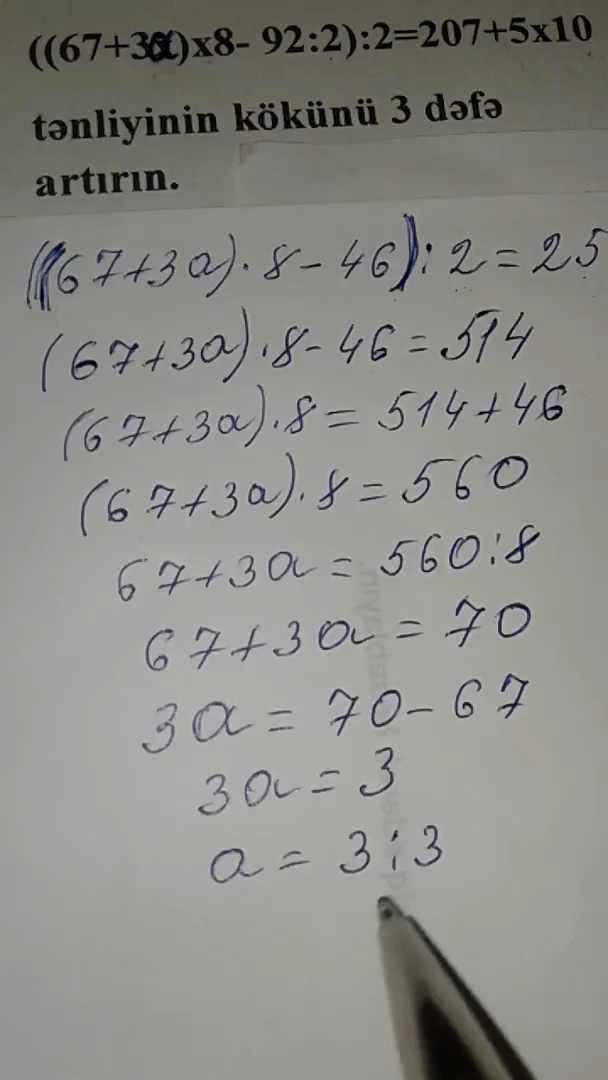 ((67+3a)x8- 92:2):2=207+5x10
tənliyinin kökünü 3 dəfə
artırın.
((67+3a)·8-46):2=25
(67+3a)·8-46=514
(67+3a)·8=514+46
(67+3a)·8=560
67+3a=560:8
67+3a=70
3a=70-67
3a=3
a=3:3